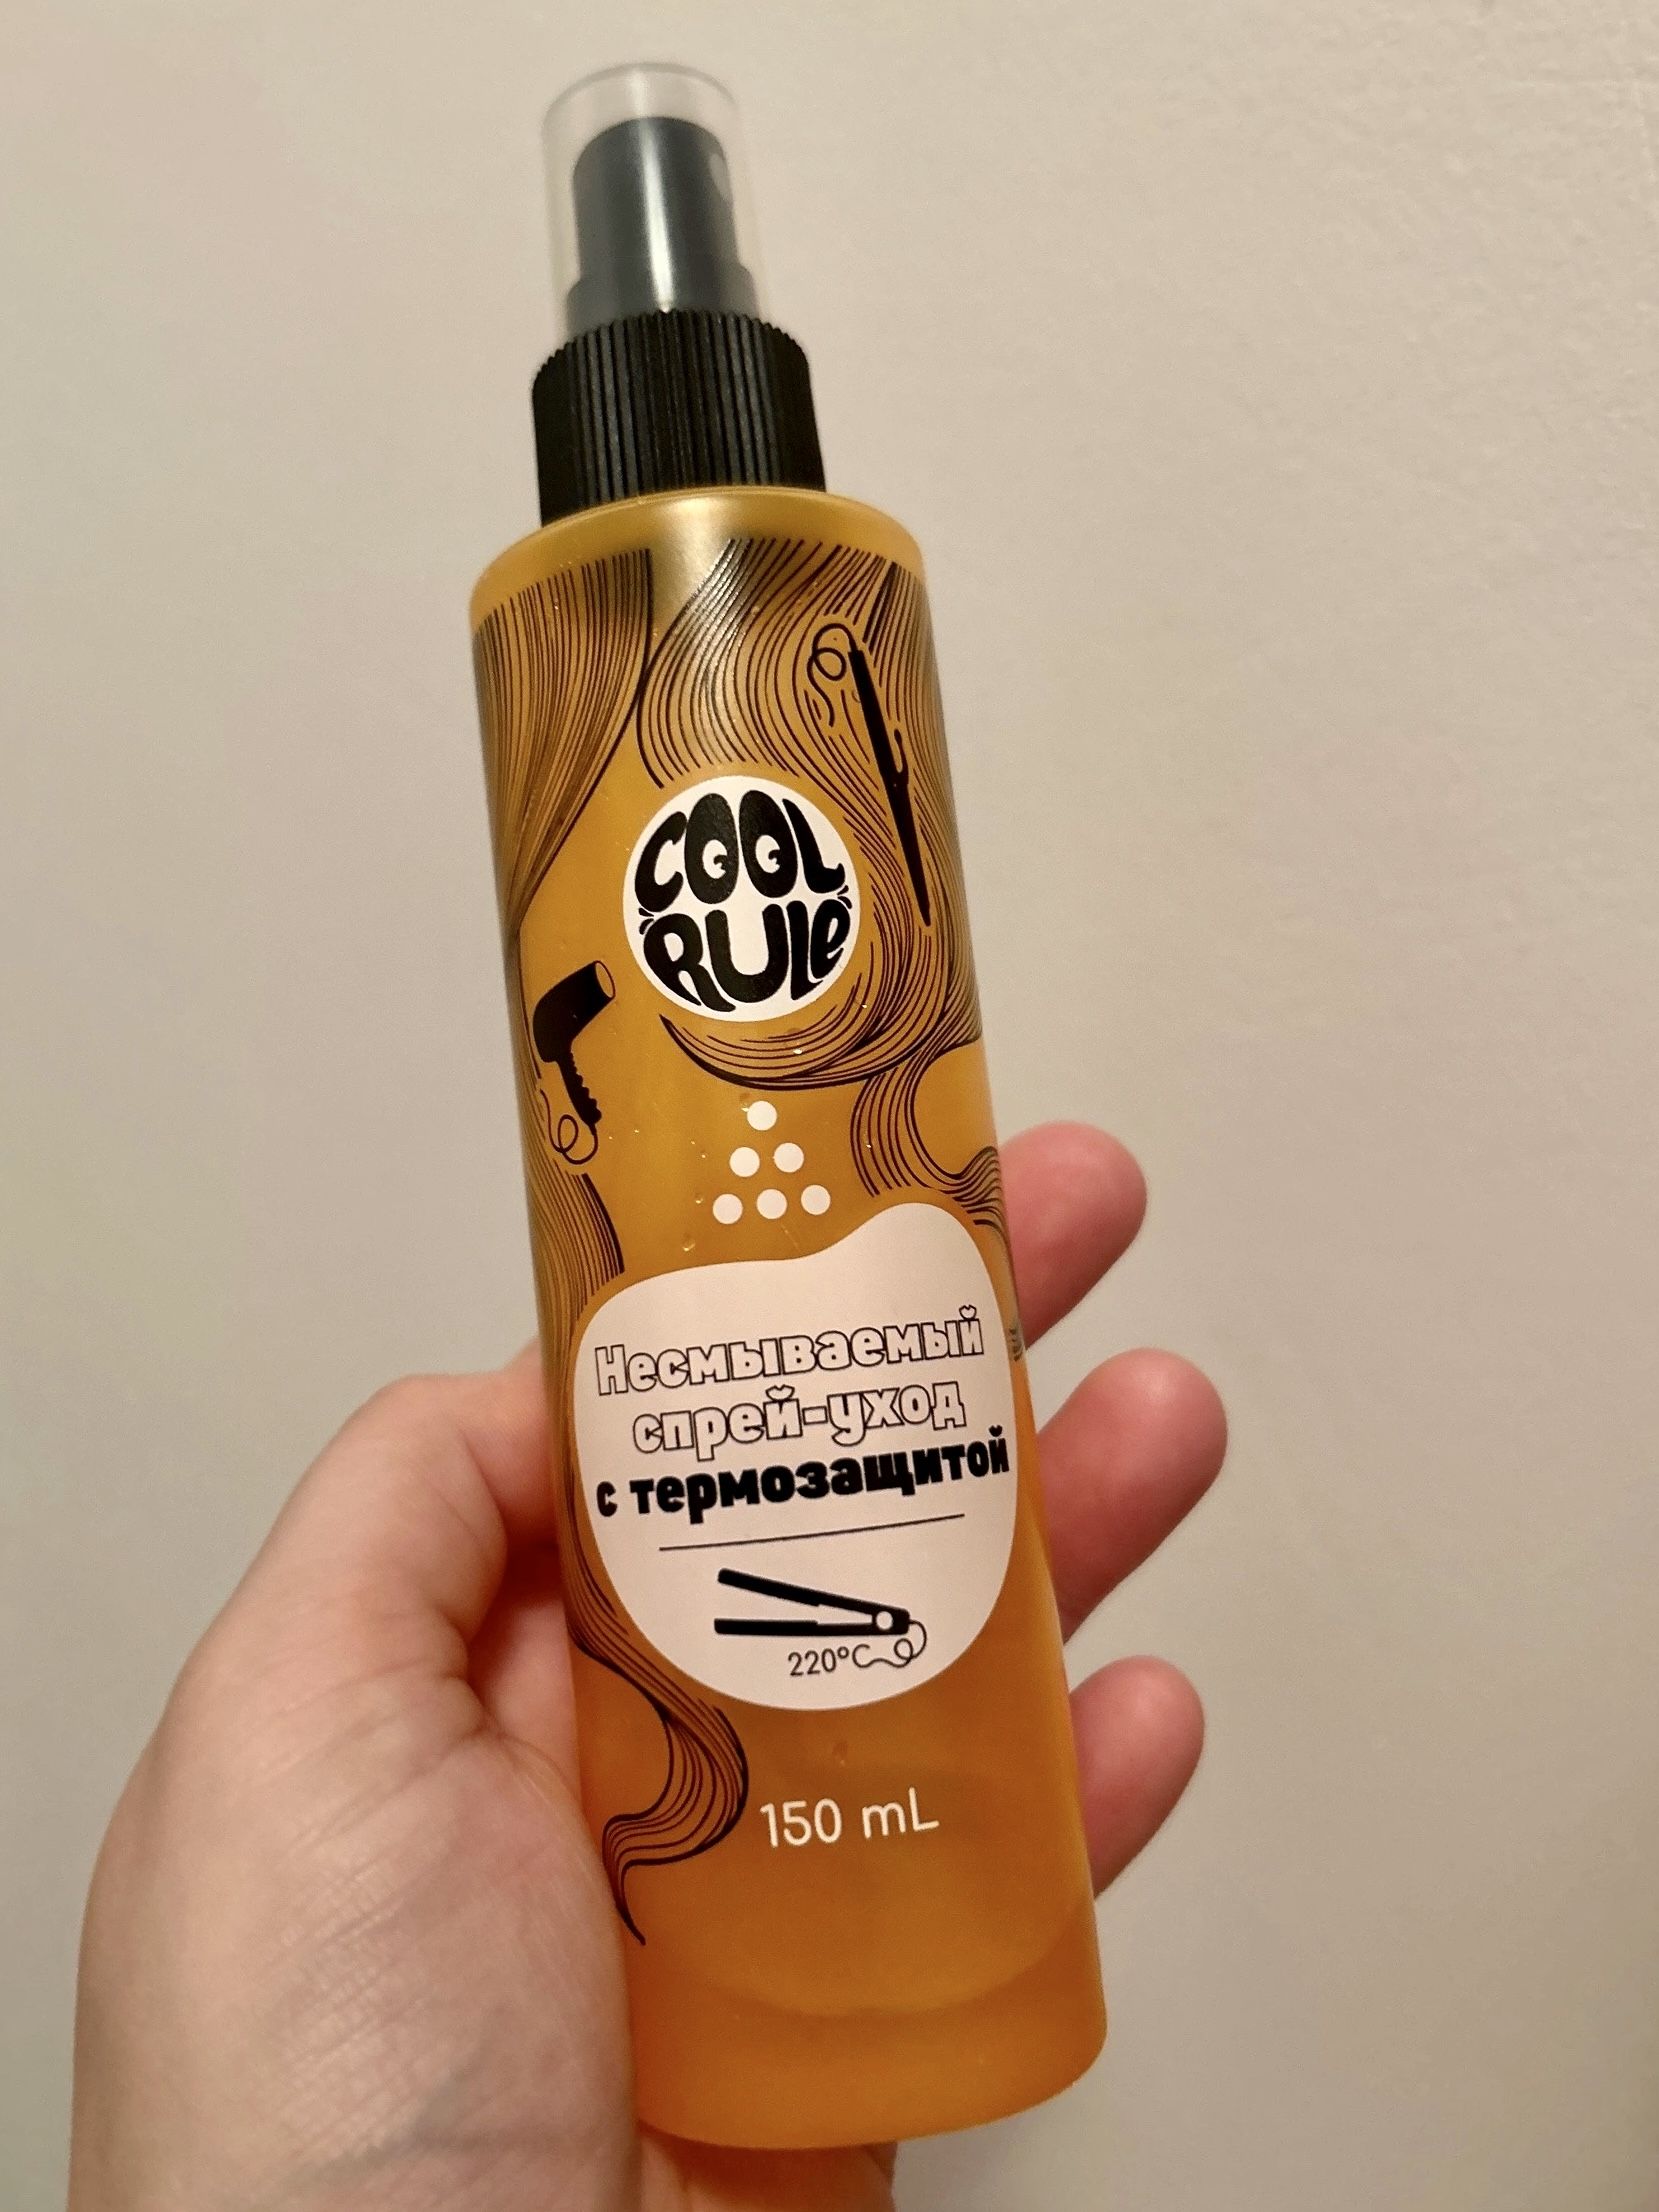 COOL
RULE
Несмываемый
спрей-уход
с термозащитой
220°C
150 mL